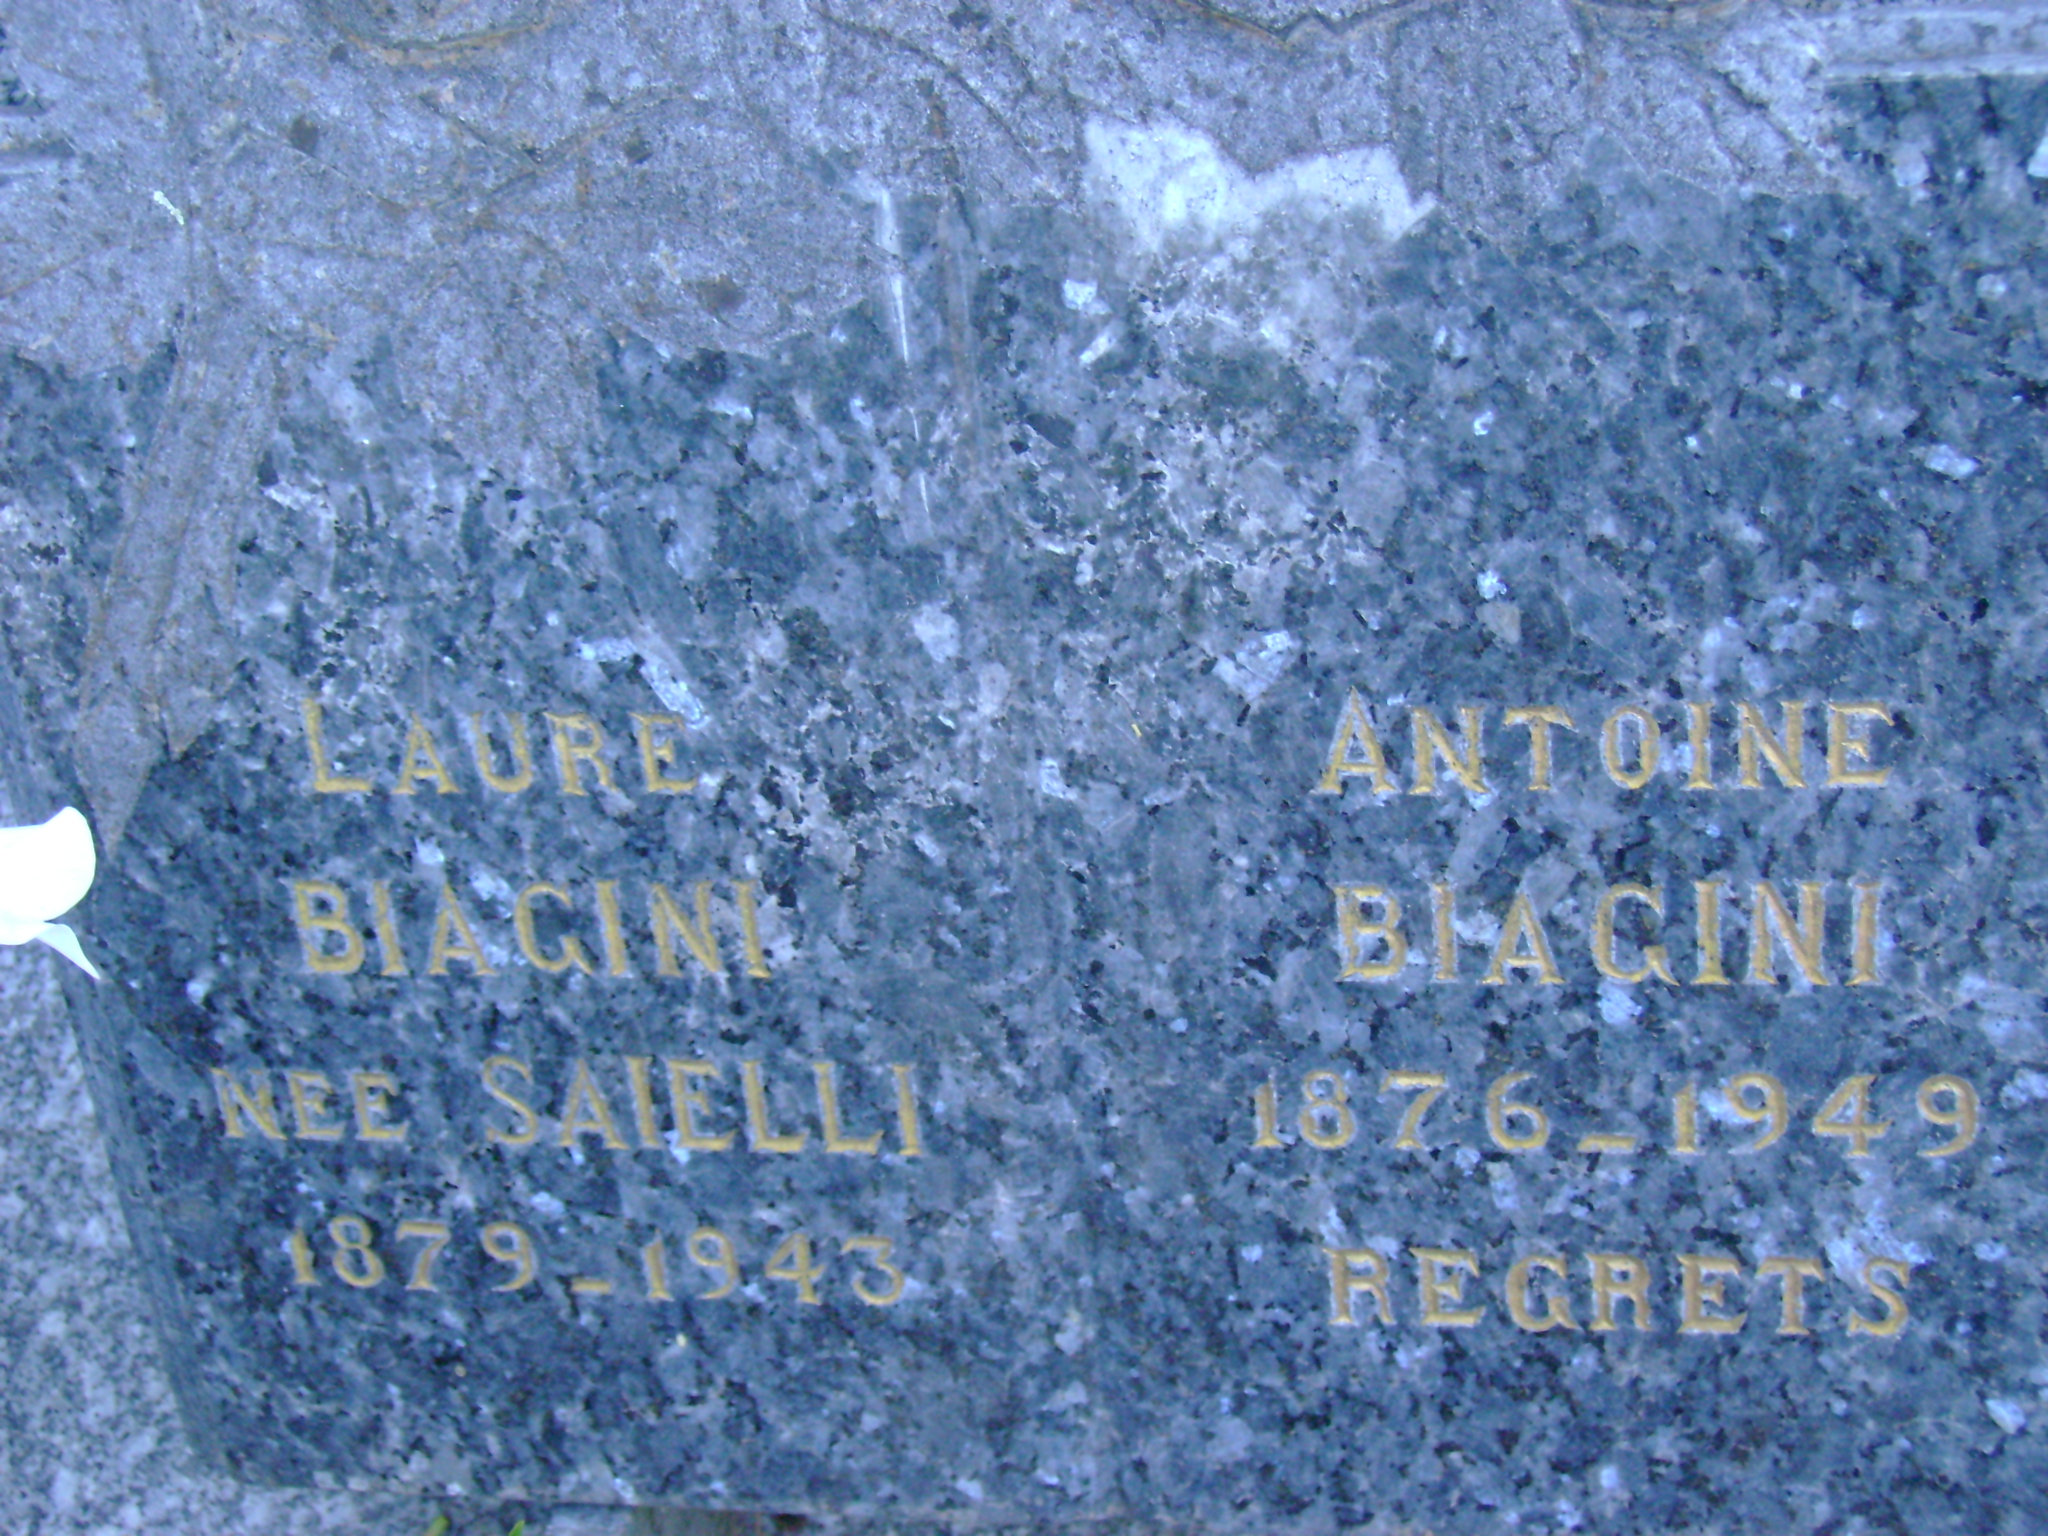 LAURE
BIAGINI
NEE SAIELLI
1879_1943
ANTOINE
BIAGINI
1876_1949
REGRETS